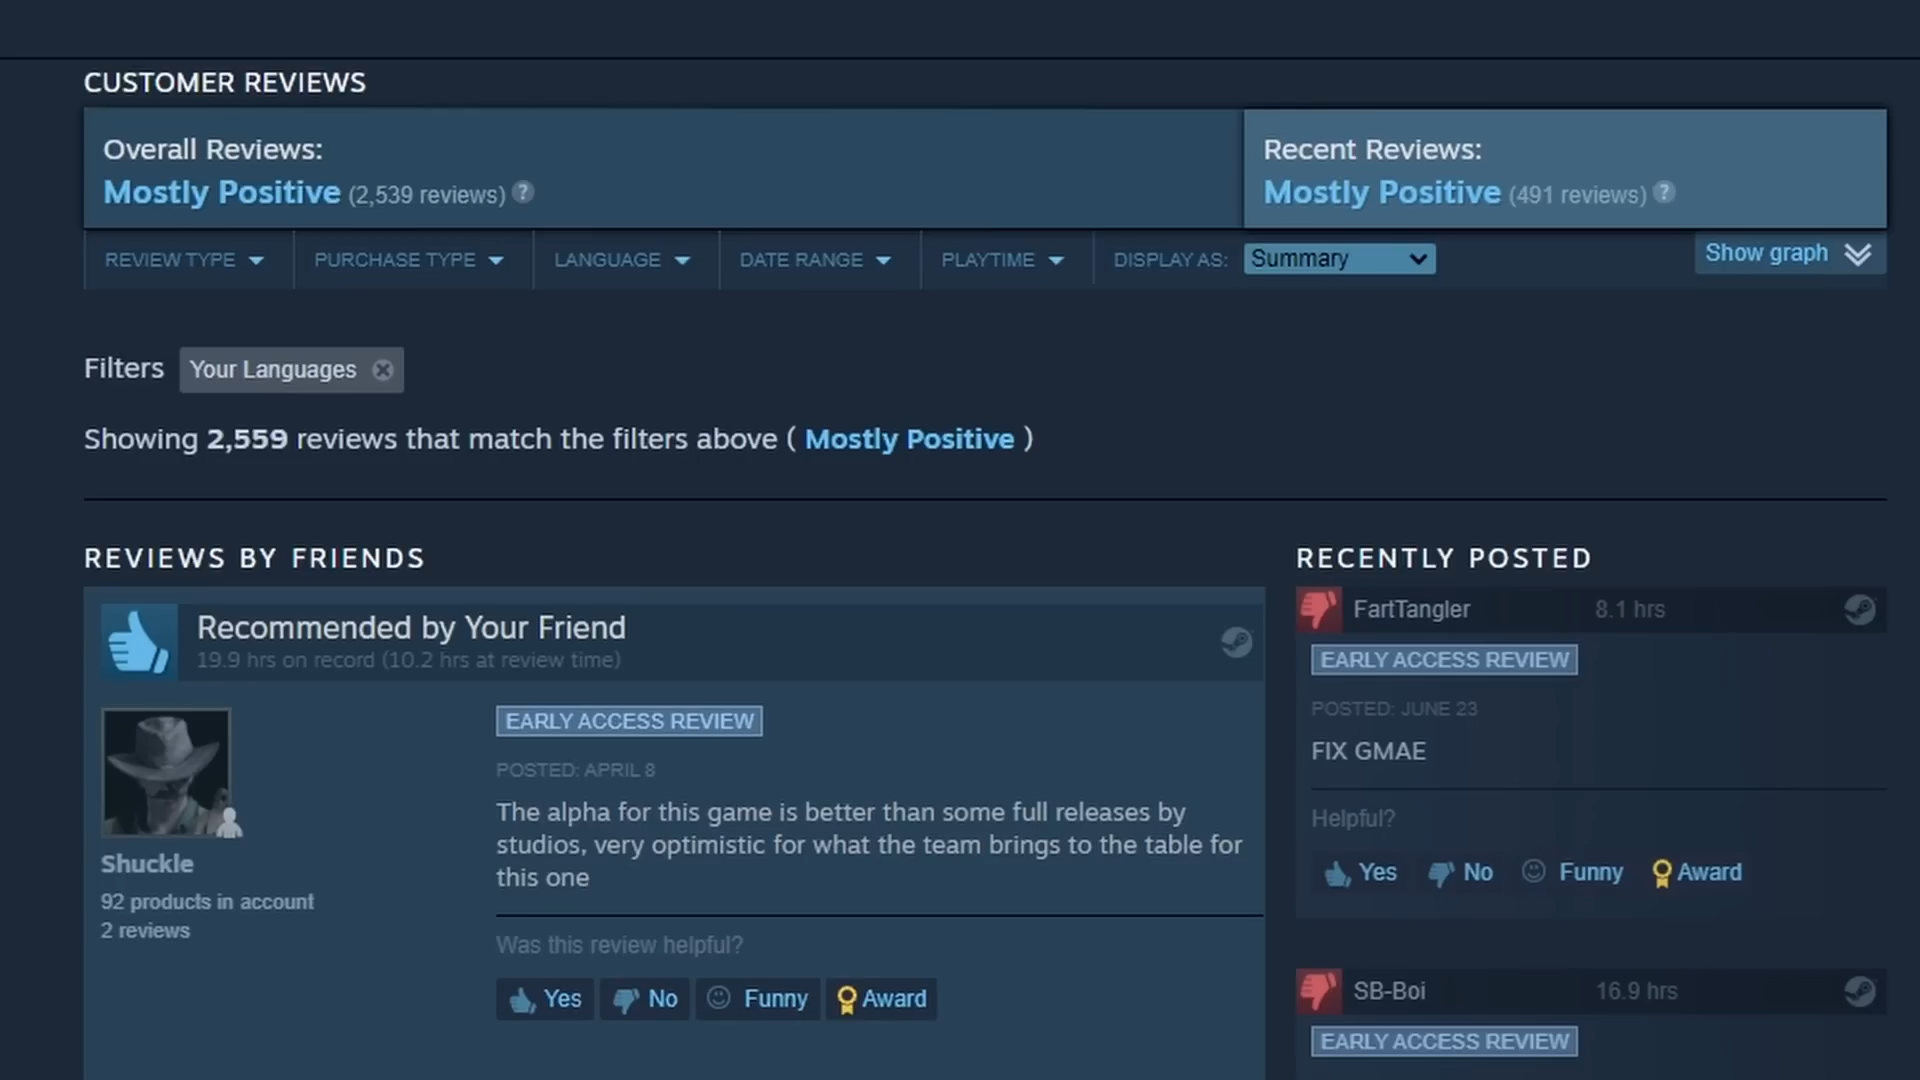 CUSTOMER REVIEWS
Overall Reviews:
Mostly Positive (2,539 reviews) ?
Recent Reviews:
Mostly Positive (491 reviews) ?
REVIEW TYPE PURCHASE TYPE LANGUAGE DATE RANGE PLAYTIME DISPLAY AS: Summary Show graph
Filters Your Languages
Showing 2,559 reviews that match the filters above ( Mostly Positive )
REVIEWS BY FRIENDS
Recommended by Your Friend
19.9 hrs on record (10.2 hrs at review time)
Shuckle
92 products in account
2 reviews
EARLY ACCESS REVIEW
POSTED: APRIL 8
The alpha for this game is better than some full releases by
studios, very optimistic for what the team brings to the table for
this one
Was this review helpful?
Yes No Funny Award
RECENTLY POSTED
FartTangler 8.1 hrs
EARLY ACCESS REVIEW
POSTED: JUNE 23
FIX GMAE
Helpful?
Yes No Funny Award
SB-Boi 16.9 hrs
EARLY ACCESS REVIEW